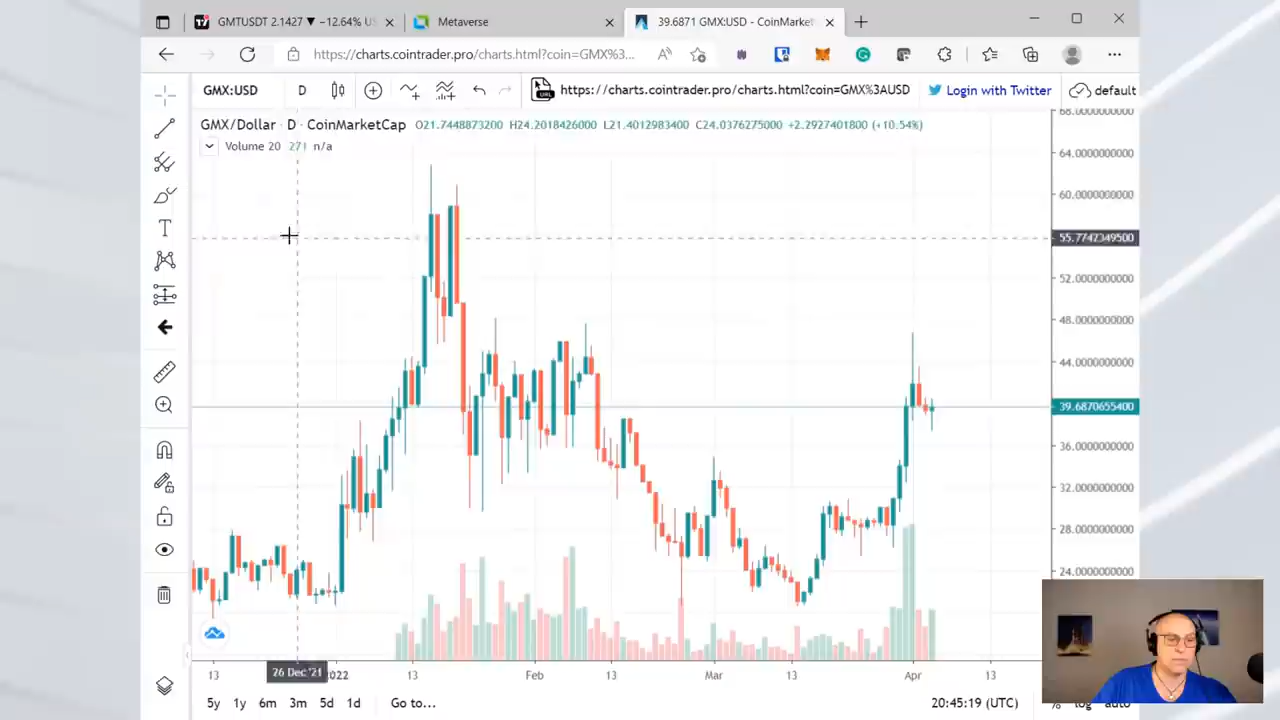 GMTUSDT 2.1427 ▼ −12.64% US
Metaverse
39.6871 GMX:USD - CoinMarket
https://charts.cointrader.pro/charts.html?coin=GMX%3...
GMX:USD D https://charts.cointrader.pro/charts.html?coin=GMX%3AUSD Login with Twitter default
GMX/Dollar · D · CoinMarketCap O21.7448873200 H24.2018426000 L21.4012983400 C24.0376275000 +2.2927401800 (+10.54%)
Volume 20 271 n/a
68.0000000000
64.0000000000
60.0000000000
55.7742349500
52.0000000000
48.0000000000
44.0000000000
39.6870655400
36.0000000000
32.0000000000
28.0000000000
24.0000000000
13 26 Dec '21 2022 13 Feb 13 Mar 13 Apr 13
5y 1y 6m 3m 5d 1d Go to... 20:45:19 (UTC) % log auto